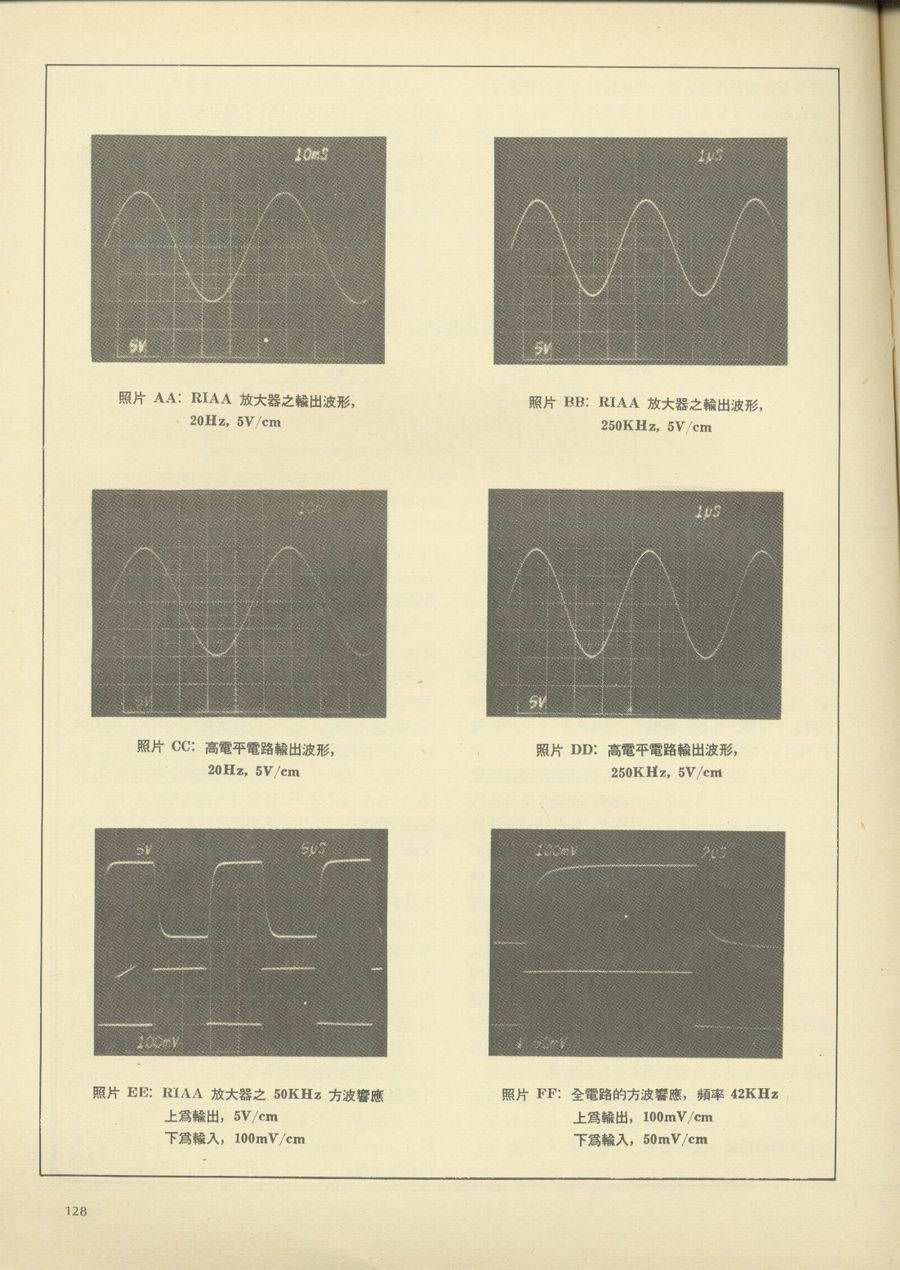 10mS
5V
照片 AA: RIAA 放大器之輸出波形,
20Hz, 5V/cm
1μS
5V
照片 BB: RIAA 放大器之輸出波形,
250KHz, 5V/cm
10mS
5V
照片 CC: 高電平電路輸出波形,
20Hz, 5V/cm
1μS
5V
照片 DD: 高電平電路輸出波形,
250KHz, 5V/cm
5V 5μS
100mV
照片 EE: RIAA 放大器之 50KHz 方波響應
上爲輸出, 5V/cm
下爲輸入, 100mV/cm
100mV 2μS
50mV
照片 FF: 全電路的方波響應, 頻率 42KHz
上爲輸出, 100mV/cm
下爲輸入, 50mV/cm
128